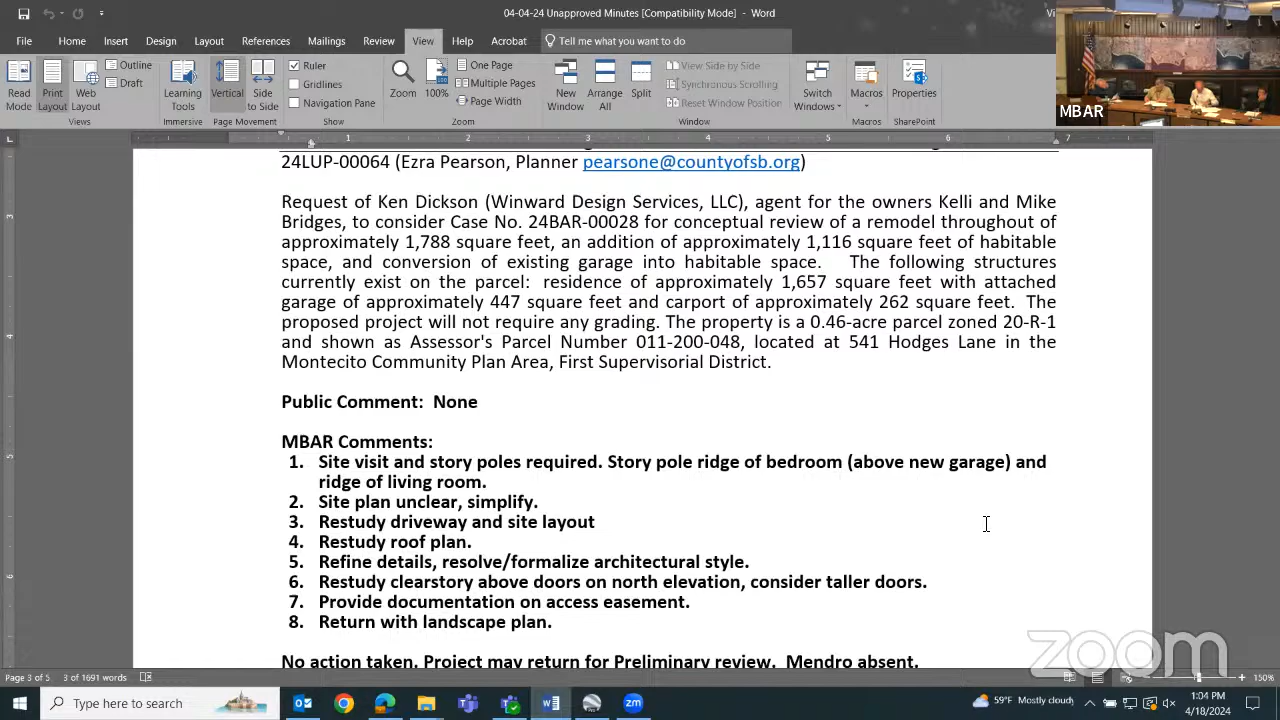 04-04-24 Unapproved Minutes [Compatibility Mode] - Word
File Home Insert Design Layout References Mailings Review View Help Acrobat Tell me what you want to do
Read Mode
Print Layout
Web Layout
Outline
Draft
Views
Learning Tools
Immersive
Vertical
Side to Side
Page Movement
Ruler
Gridlines
Navigation Pane
Show
Zoom
100%
One Page
Multiple Pages
Page Width
Zoom
New Window
Arrange All
Split
View Side by Side
Synchronous Scrolling
Reset Window Position
Window
Switch Windows
Macros
Macros
Properties
SharePoint
MBAR
1 2 3 4 5 6 7
24LUP-00064 (Ezra Pearson, Planner pearsone@countyofsb.org)
Request of Ken Dickson (Winward Design Services, LLC), agent for the owners Kelli and Mike
Bridges, to consider Case No. 24BAR-00028 for conceptual review of a remodel throughout of
approximately 1,788 square feet, an addition of approximately 1,116 square feet of habitable
space, and conversion of existing garage into habitable space. The following structures
currently exist on the parcel: residence of approximately 1,657 square feet with attached
garage of approximately 447 square feet and carport of approximately 262 square feet. The
proposed project will not require any grading. The property is a 0.46-acre parcel zoned 20-R-1
and shown as Assessor's Parcel Number 011-200-048, located at 541 Hodges Lane in the
Montecito Community Plan Area, First Supervisorial District.
Public Comment: None
MBAR Comments:
1. Site visit and story poles required. Story pole ridge of bedroom (above new garage) and
ridge of living room.
2. Site plan unclear, simplify.
3. Restudy driveway and site layout
4. Restudy roof plan.
5. Refine details, resolve/formalize architectural style.
6. Restudy clearstory above doors on north elevation, consider taller doors.
7. Provide documentation on access easement.
8. Return with landscape plan.
No action taken. Project may return for Preliminary review. Mendro absent.
zoom
Page 3 of 5 3 of 1691 words
150%
Type here to search
59°F Mostly cloudy
1:04 PM
4/18/2024